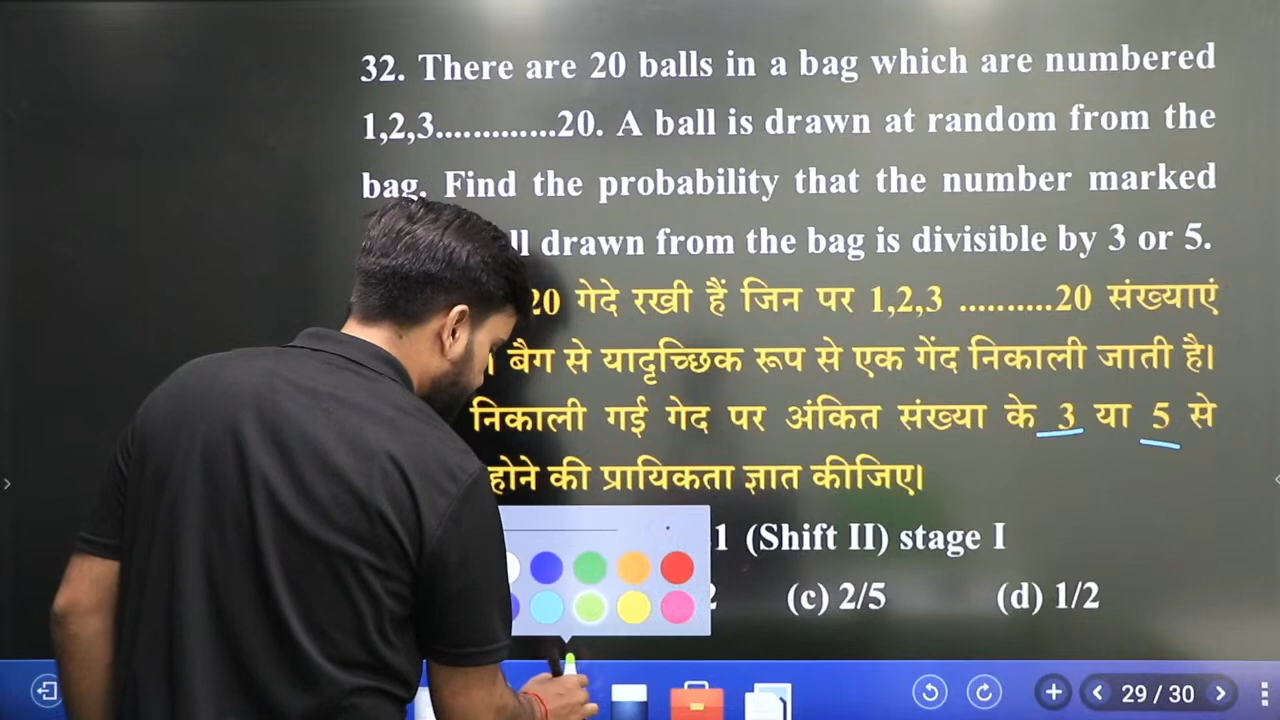 32. There are 20 balls in a bag which are numbered
1,2,3.............20. A ball is drawn at random from the
bag. Find the probability that the number marked
drawn from the bag is divisible by 3 or 5.
20 गेदे रखी हैं जिन पर 1,2,3 ..........20 संख्याएं
बैग से यादृच्छिक रूप से एक गेंद निकाली जाती है।
निकाली गई गेद पर अंकित संख्या के 3 या 5 से
होने की प्रायिकता ज्ञात कीजिए।
1 (Shift II) stage I
(c) 2/5 (d) 1/2
29 / 30